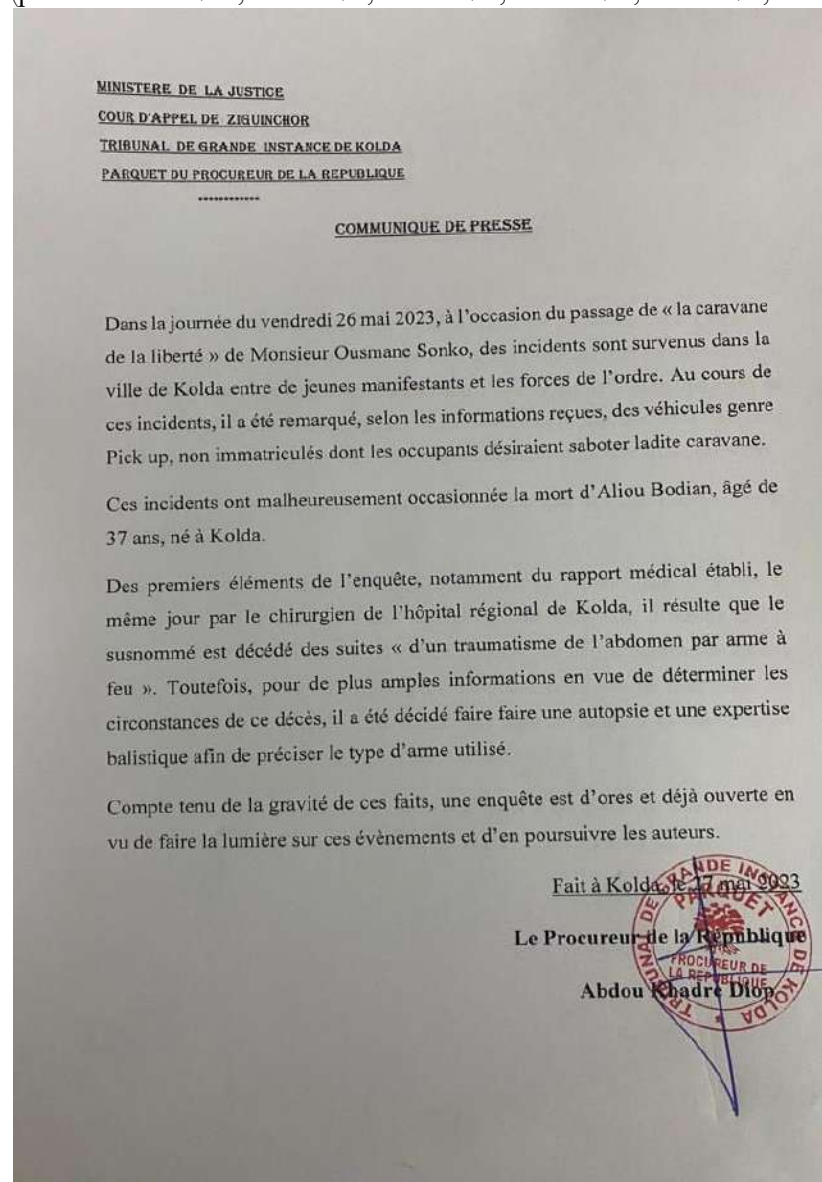 MINISTERE DE LA JUSTICE
COUR D'APPEL DE ZIGUINCHOR
TRIBUNAL DE GRANDE INSTANCE DE KOLDA
PARQUET DU PROCUREUR DE LA REPUBLIQUE
************
COMMUNIQUE DE PRESSE
Dans la journée du vendredi 26 mai 2023, à l'occasion du passage de « la caravane
de la liberté » de Monsieur Ousmane Sonko, des incidents sont survenus dans la
ville de Kolda entre de jeunes manifestants et les forces de l'ordre. Au cours de
ces incidents, il a été remarqué, selon les informations reçues, des véhicules genre
Pick up, non immatriculés dont les occupants désiraient saboter ladite caravane.
Ces incidents ont malheureusement occasionnée la mort d'Aliou Bodian, âgé de
37 ans, né à Kolda.
Des premiers éléments de l'enquête, notamment du rapport médical établi, le
même jour par le chirurgien de l'hôpital régional de Kolda, il résulte que le
susnommé est décédé des suites « d'un traumatisme de l'abdomen par arme à
feu ». Toutefois, pour de plus amples informations en vue de déterminer les
circonstances de ce décès, il a été décidé faire faire une autopsie et une expertise
balistique afin de préciser le type d'arme utilisé.
Compte tenu de la gravité de ces faits, une enquête est d'ores et déjà ouverte en
vu de faire la lumière sur ces évènements et d'en poursuivre les auteurs.
Fait à Kolda, le 27 mai 2023
Le Procureur de la République
Abdou Khadre Diop
TRIBUNAL DE GRANDE INSTANCE DE KOLDA
PARQUET
PROCUREUR DE
LA REPUBLIQUE